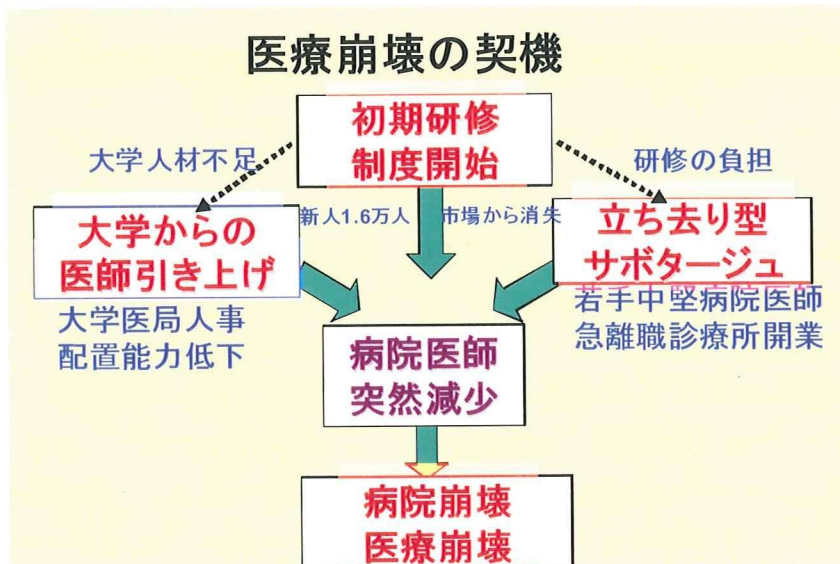 医療崩壊の契機
初期研修
制度開始
大学人材不足
研修の負担
新人1.6万人
市場から消失
大学からの
医師引き上げ
立ち去り型
サボタージュ
大学医局人事
配置能力低下
若手中堅病院医師
急離職診療所開業
病院医師
突然減少
病院崩壊
医療崩壊